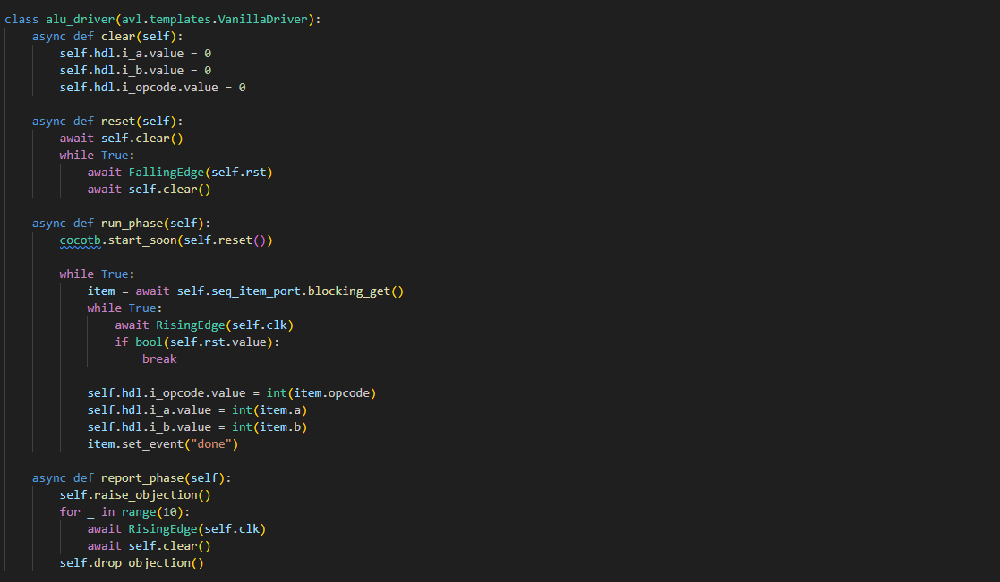 class alu_driver(avl.templates.VanillaDriver):
    async def clear(self):
        self.hdl.i_a.value = 0
        self.hdl.i_b.value = 0
        self.hdl.i_opcode.value = 0

    async def reset(self):
        await self.clear()
        while True:
            await FallingEdge(self.rst)
            await self.clear()

    async def run_phase(self):
        cocotb.start_soon(self.reset())

        while True:
            item = await self.seq_item_port.blocking_get()
            while True:
                await RisingEdge(self.clk)
                if bool(self.rst.value):
                    break

            self.hdl.i_opcode.value = int(item.opcode)
            self.hdl.i_a.value = int(item.a)
            self.hdl.i_b.value = int(item.b)
            item.set_event("done")

    async def report_phase(self):
        self.raise_objection()
        for _ in range(10):
            await RisingEdge(self.clk)
            await self.clear()
        self.drop_objection()